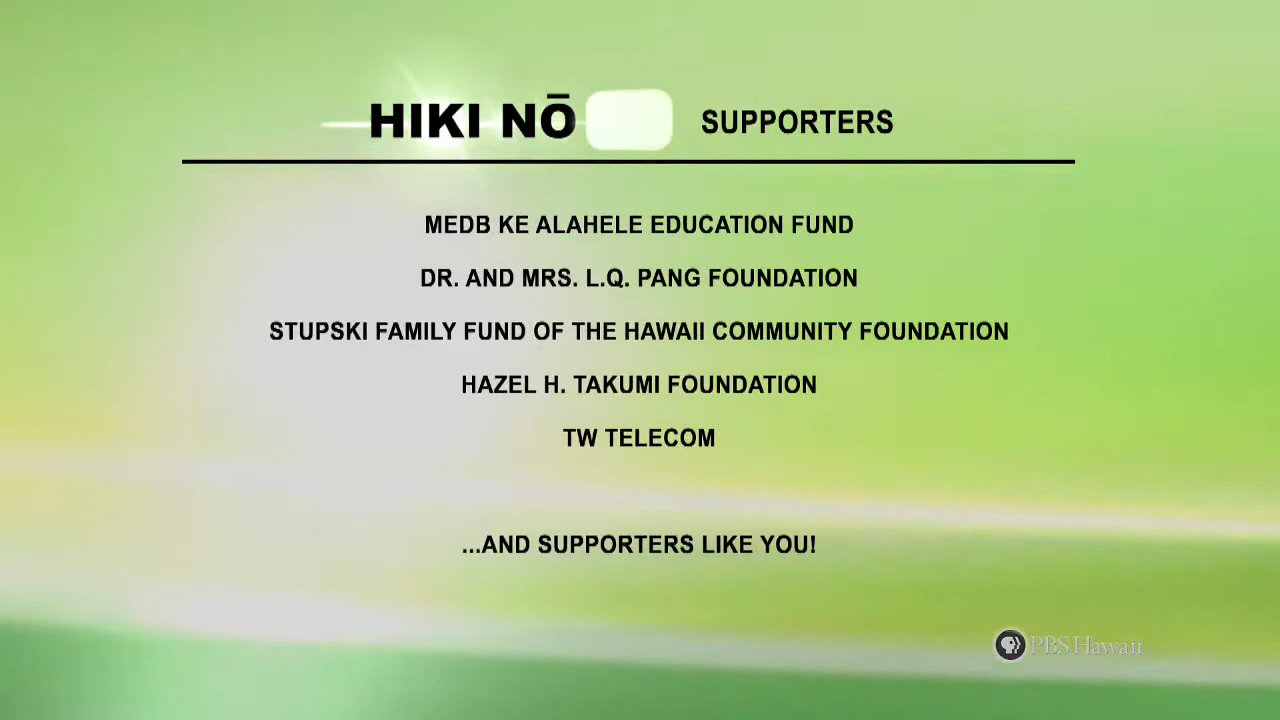 HIKI NŌ SUPPORTERS
MEDB KE ALAHELE EDUCATION FUND
DR. AND MRS. L.Q. PANG FOUNDATION
STUPSKI FAMILY FUND OF THE HAWAII COMMUNITY FOUNDATION
HAZEL H. TAKUMI FOUNDATION
TW TELECOM
...AND SUPPORTERS LIKE YOU!
PBS Hawaii